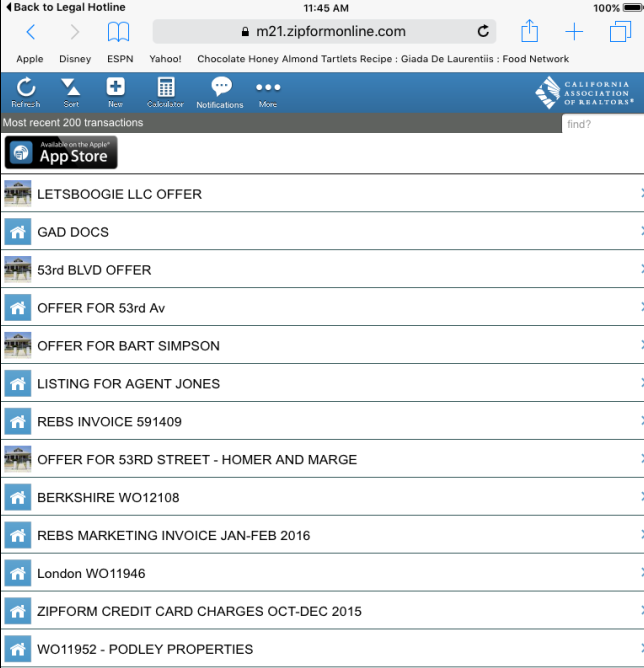 Back to Legal Hotline 11:45 AM 100%
m21.zipformonline.com
Apple Disney ESPN Yahoo! Chocolate Honey Almond Tartlets Recipe : Giada De Laurentiis : Food Network
Refresh Sort New Calculator Notifications More
CALIFORNIA
ASSOCIATION
OF REALTORS®
Most recent 200 transactions find?
Available on the Apple®
App Store
LETSBOOGIE LLC OFFER
GAD DOCS
53rd BLVD OFFER
OFFER FOR 53rd Av
OFFER FOR BART SIMPSON
LISTING FOR AGENT JONES
REBS INVOICE 591409
OFFER FOR 53RD STREET - HOMER AND MARGE
BERKSHIRE WO12108
REBS MARKETING INVOICE JAN-FEB 2016
London WO11946
ZIPFORM CREDIT CARD CHARGES OCT-DEC 2015
WO11952 - PODLEY PROPERTIES